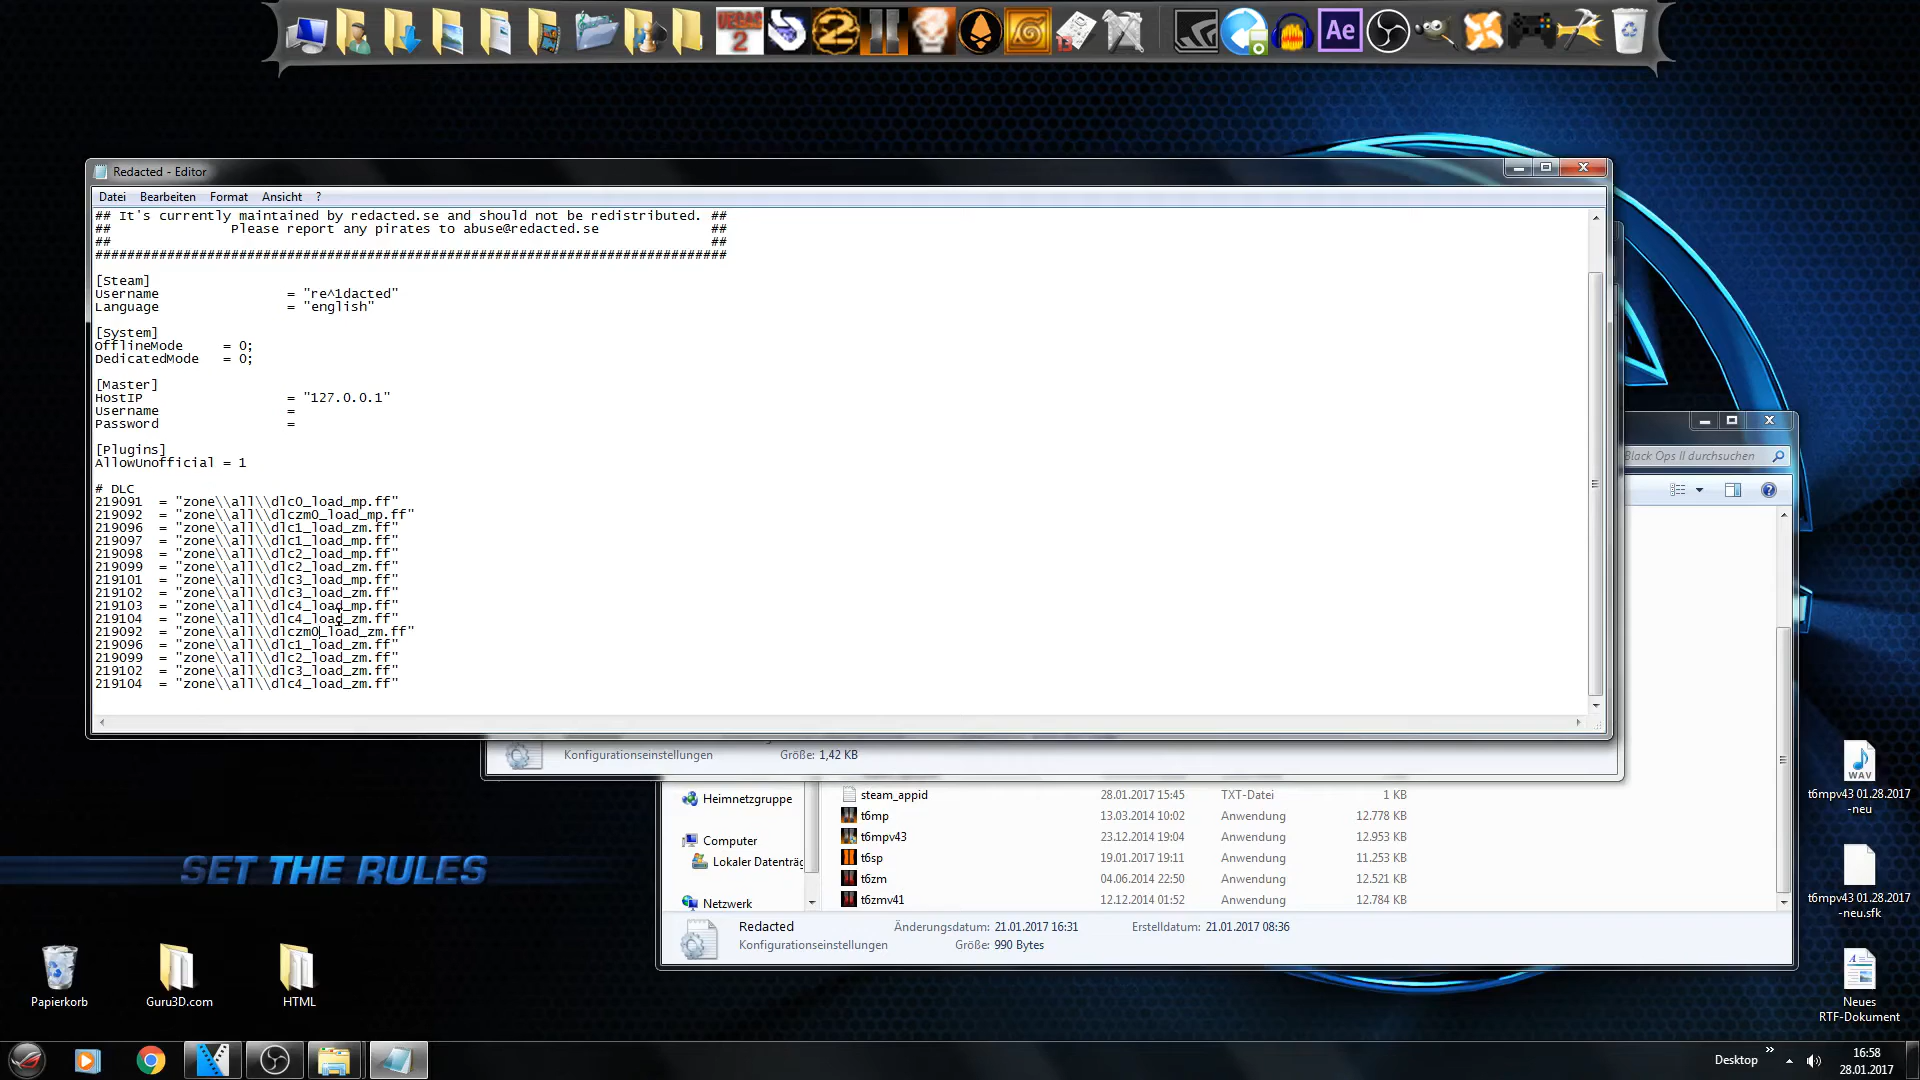 VEGAS
2
2
13
Ae
Redacted - Editor
Datei Bearbeiten Format Ansicht ?
## It's currently maintained by redacted.se and should not be redistributed. ##
## Please report any pirates to abuse@redacted.se ##
## ##
###############################################################################
[Steam]
Username = "re^1dacted"
Language = "english"
[System]
OfflineMode = 0;
DedicatedMode = 0;
[Master]
HostIP = "127.0.0.1"
Username =
Password =
[Plugins]
AllowUnofficial = 1
# DLC
219091 = "zone\\all\\dlc0_load_mp.ff"
219092 = "zone\\all\\dlczm0_load_mp.ff"
219096 = "zone\\all\\dlc1_load_zm.ff"
219097 = "zone\\all\\dlc1_load_mp.ff"
219098 = "zone\\all\\dlc2_load_mp.ff"
219099 = "zone\\all\\dlc2_load_zm.ff"
219101 = "zone\\all\\dlc3_load_mp.ff"
219102 = "zone\\all\\dlc3_load_zm.ff"
219103 = "zone\\all\\dlc4_load_mp.ff"
219104 = "zone\\all\\dlc4_load_zm.ff"
219092 = "zone\\all\\dlczm0_load_zm.ff"
219096 = "zone\\all\\dlc1_load_zm.ff"
219099 = "zone\\all\\dlc2_load_zm.ff"
219102 = "zone\\all\\dlc3_load_zm.ff"
219104 = "zone\\all\\dlc4_load_zm.ff"
Black Ops II durchsuchen
Konfigurationseinstellungen Größe: 1,42 KB
Heimnetzgruppe
Computer
Lokaler Datenträg
Netzwerk
steam_appid 28.01.2017 15:45 TXT-Datei 1 KB
t6mp 13.03.2014 10:02 Anwendung 12.778 KB
t6mpv43 23.12.2014 19:04 Anwendung 12.953 KB
t6sp 19.01.2017 19:11 Anwendung 11.253 KB
t6zm 04.06.2014 22:50 Anwendung 12.521 KB
t6zmv41 12.12.2014 01:52 Anwendung 12.784 KB
Redacted Änderungsdatum: 21.01.2017 16:31 Erstelldatum: 21.01.2017 08:36
Konfigurationseinstellungen Größe: 990 Bytes
SET THE RULES
WAV
t6mpv43 01.28.2017
-neu
t6mpv43 01.28.2017
-neu.sfk
Neues
RTF-Dokument
Papierkorb
Guru3D.com
HTML
Desktop
16:58
28.01.2017